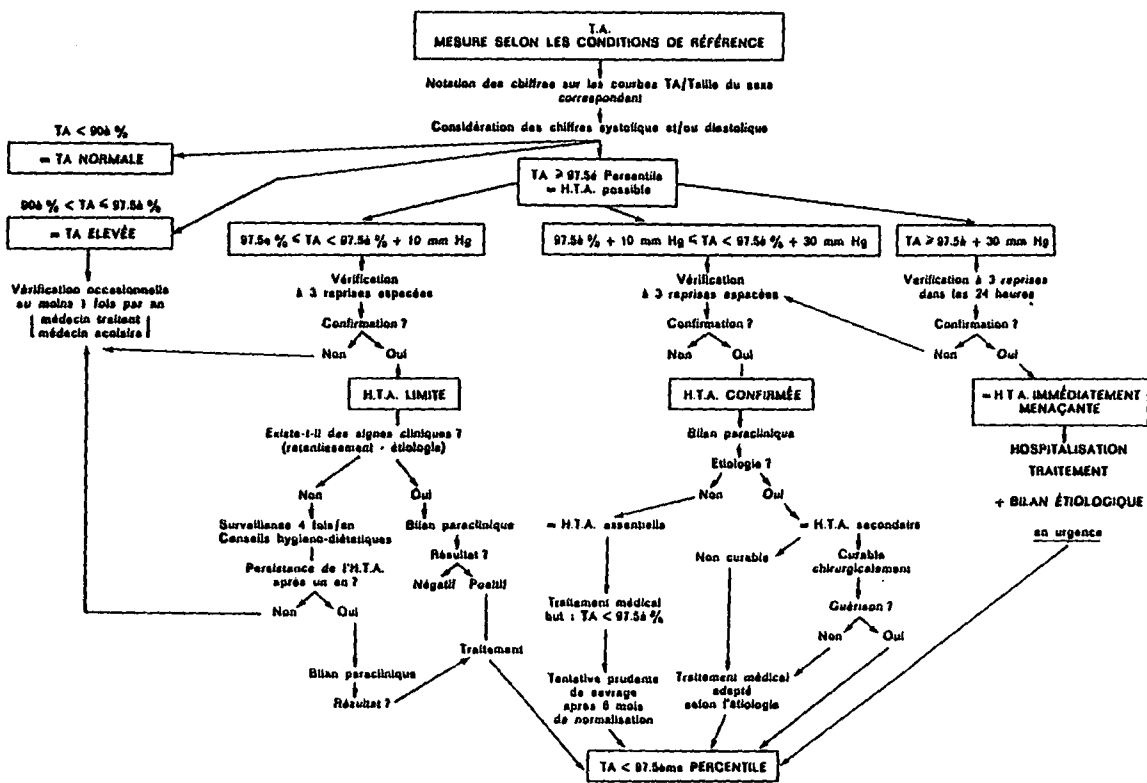 T.A.
MESURE SELON LES CONDITIONS DE RÉFÉRENCE
Notation des chiffres sur les courbes TA/Taille du sexe
correspondant
Considération des chiffres systolique et/ou diastolique
TA < 90è %
= TA NORMALE
TA ⩾ 97.5è Percentile
= H.T.A. possible
90è % < TA ≤ 97.5è %
= TA ELEVÉE
97.5è % ≤ TA < 97.5è % + 10 mm Hg
97.5è % + 10 mm Hg ≤ TA < 97.5è % + 30 mm Hg
TA ⩾ 97.5è + 30 mm Hg
Vérification occasionnelle
au moins 1 fois par an
médecin traitant
médecin scolaire
Vérification
à 3 reprises espacées
Confirmation ?
Non Oui
Vérification
à 3 reprises espacées
Confirmation ?
Non Oui
Verification à 3 reprises
dans les 24 heures
Confirmation ?
Non Oui
H.T.A. LIMITE
H.T.A. CONFIRMÉE
= H T A. IMMÉDIATEMENT
MENAÇANTE
Existe-t-il des signes cliniques ?
(retentissement - étiologie)
Non Oui
Bilan paraclinique
Etiologie ?
Non Oui
HOSPITALISATION
TRAITEMENT
+ BILAN ÉTIOLOGIQUE
en urgence
Surveillance 4 fois/an
Conseils hygieno-diététiques
Persistance de l'H.T.A.
après un an ?
Non Oui
Bilan paraclinique
Résultat ?
Négatif Positif
= H.T.A. essentielle
= H.T.A. secondaire
Non curable
Curable
chirurgicalement
Traitement médical
but : TA < 97.5è %
Guérison ?
Non Oui
Traitement
Bilan paraclinique
Résultat ?
Tentative prudente
de sevrage
après 6 mois
de normalisation
Traitement médical
adapté
selon l'étiologie
TA < 97.5ème PERCENTILE